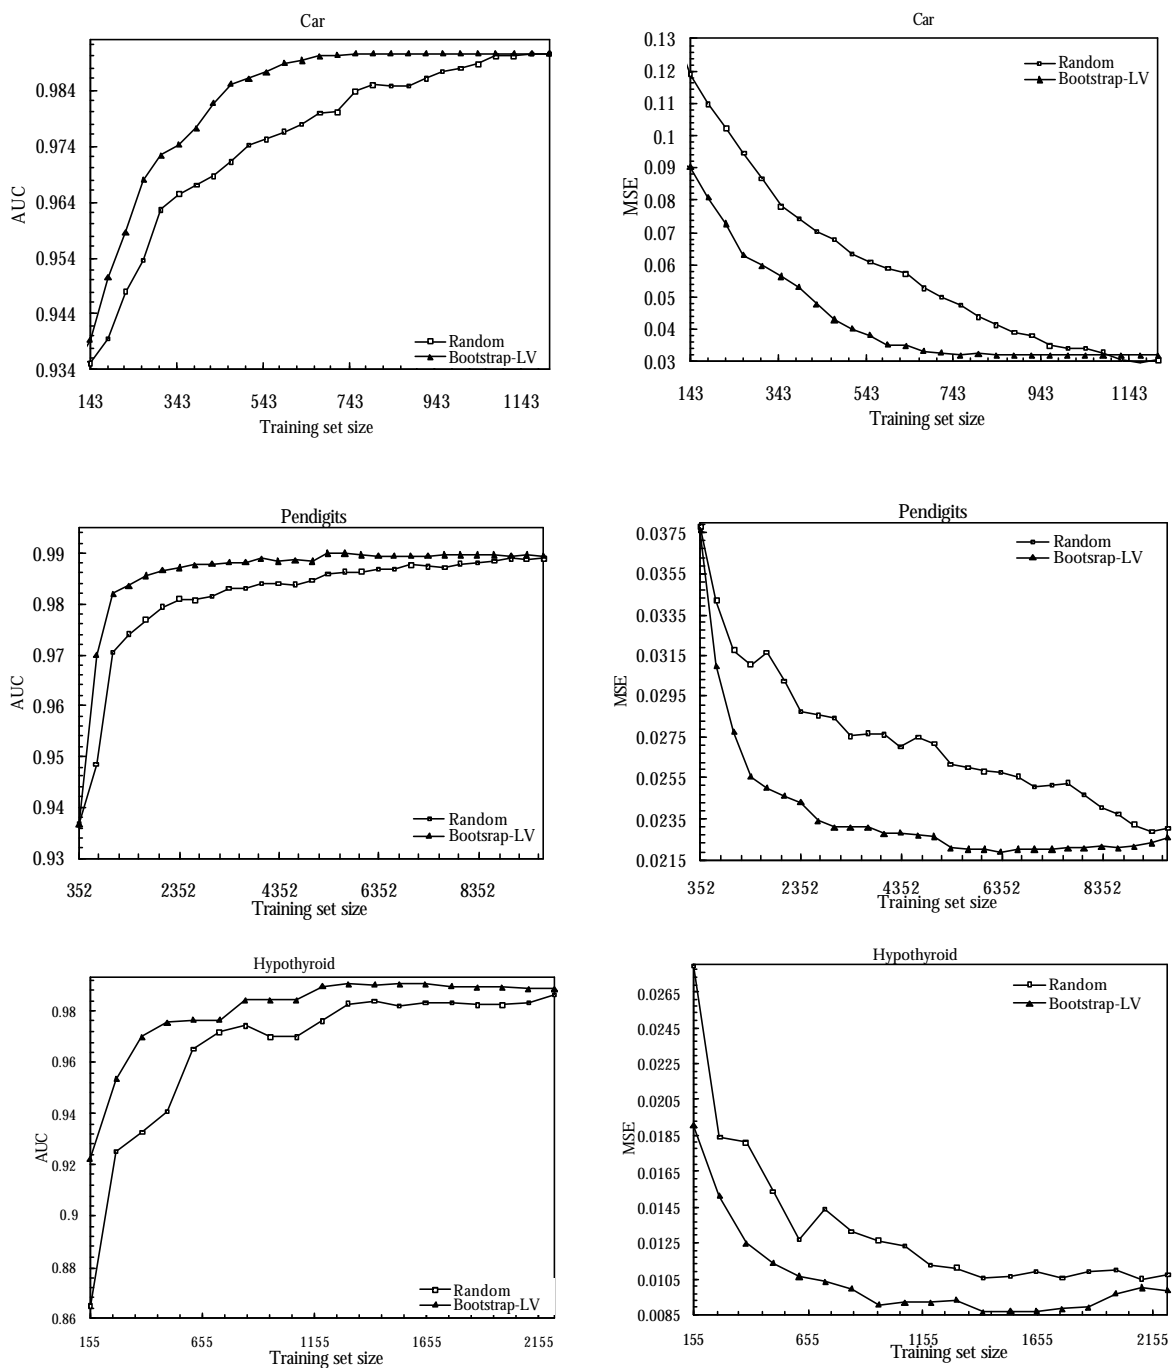 Car
AUC
0.984
0.974
0.964
0.954
0.944
0.934
Random
Bootstrap-LV
143 343 543 743 943 1143
Training set size
Car
MSE
0.13
0.12
0.11
0.1
0.09
0.08
0.07
0.06
0.05
0.04
0.03
Random
Bootstrap-LV
143 343 543 743 943 1143
Training set size
Pendigits
AUC
0.99
0.98
0.97
0.96
0.95
0.94
0.93
Random
Bootsrap-LV
352 2352 4352 6352 8352
Training set size
Pendigits
MSE
0.0375
0.0355
0.0335
0.0315
0.0295
0.0275
0.0255
0.0235
0.0215
Random
Bootsrap-LV
352 2352 4352 6352 8352
Training set size
Hypothyroid
AUC
0.98
0.96
0.94
0.92
0.9
0.88
0.86
Random
Bootstrap-LV
155 655 1155 1655 2155
Training set size
Hypothyroid
MSE
0.0265
0.0245
0.0225
0.0205
0.0185
0.0165
0.0145
0.0125
0.0105
0.0085
Random
Bootstrap-LV
155 655 1155 1655 2155
Training set size